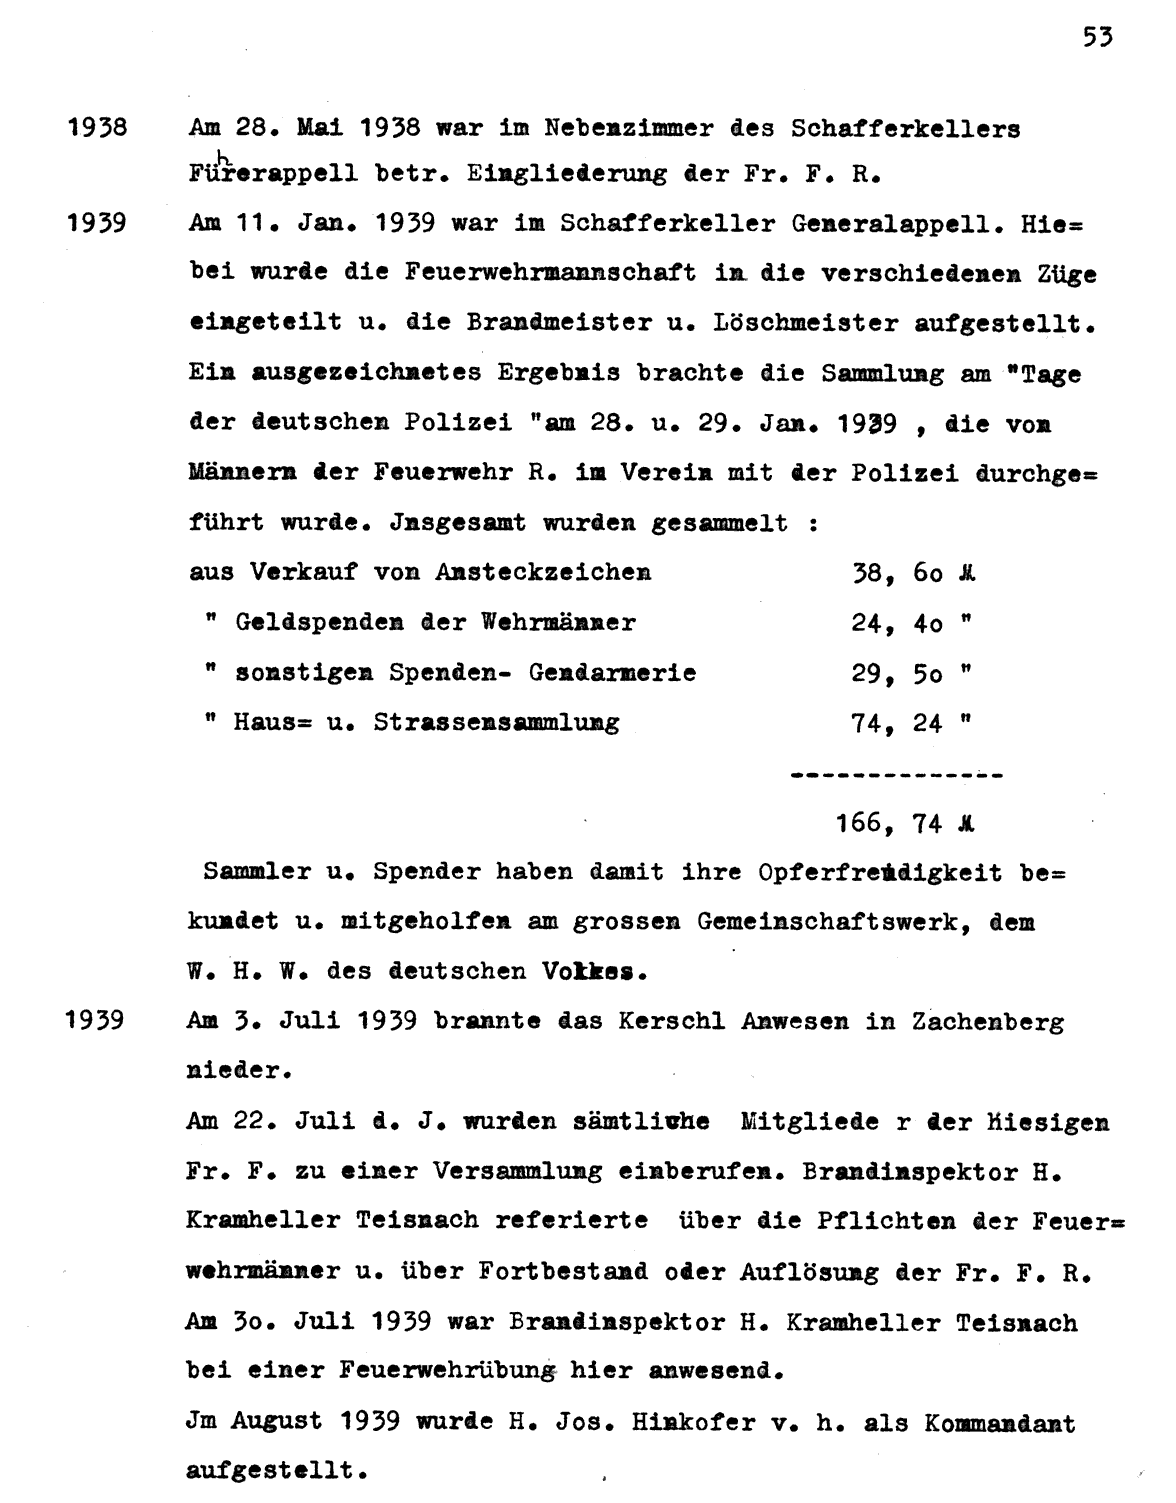 53
1938 Am 28. Mai 1938 war im Nebenzimmer des Schafferkellers
Führerappell betr. Eingliederung der Fr. F. R.
1939 Am 11. Jan. 1939 war im Schafferkeller Generalappell. Hie=
bei wurde die Feuerwehrmannschaft in die verschiedenen Züge
eingeteilt u. die Brandmeister u. Löschmeister aufgestellt.
Ein ausgezeichnetes Ergebnis brachte die Sammlung am "Tage
der deutschen Polizei "am 28. u. 29. Jan. 1939 , die von
Männern der Feuerwehr R. im Verein mit der Polizei durchge=
führt wurde. Jnsgesamt wurden gesammelt :
aus Verkauf von Ansteckzeichen 38, 6o M
" Geldspenden der Wehrmänner 24, 4o "
" sonstigen Spenden- Gendarmerie 29, 5o "
" Haus= u. Strassensammlung 74, 24 "
--------------
166, 74 M
Sammler u. Spender haben damit ihre Opferfreudigkeit be=
kundet u. mitgeholfen am grossen Gemeinschaftswerk, dem
W. H. W. des deutschen Volkes.
1939 Am 3. Juli 1939 brannte das Kerschl Anwesen in Zachenberg
nieder.
Am 22. Juli d. J. wurden sämtliche Mitgliede r der hiesigen
Fr. F. zu einer Versammlung einberufen. Brandinspektor H.
Kramheller Teisnach referierte über die Pflichten der Feuer=
wehrmänner u. über Fortbestand oder Auflösung der Fr. F. R.
Am 3o. Juli 1939 war Brandinspektor H. Kramheller Teisnach
bei einer Feuerwehrübung hier anwesend.
Jm August 1939 wurde H. Jos. Hinkofer v. h. als Kommandant
aufgestellt.